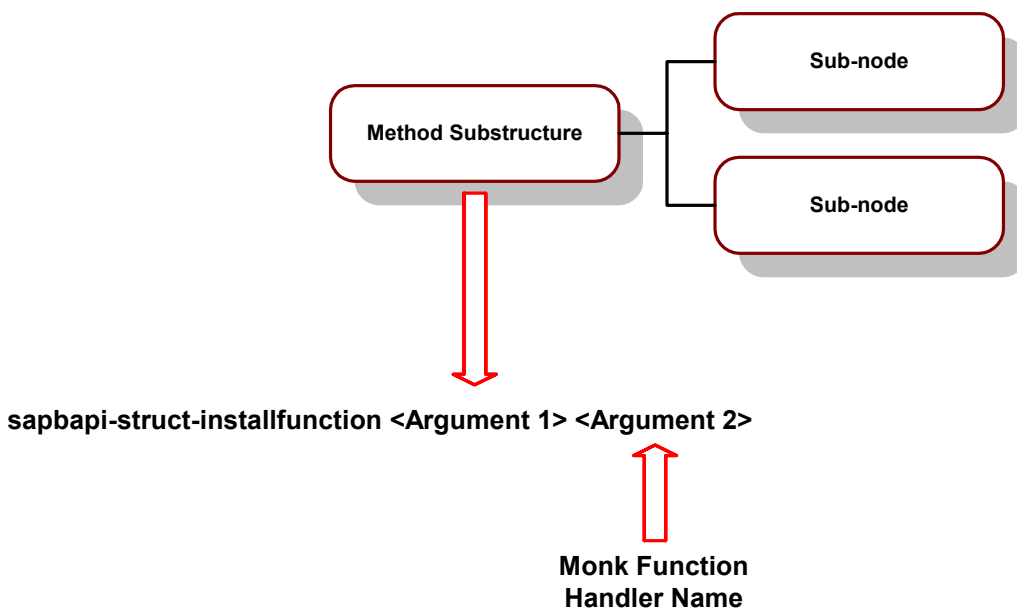 Sub-node
Method Substructure
Sub-node
sapbapi-struct-installfunction <Argument 1> <Argument 2>
Monk Function
Handler Name